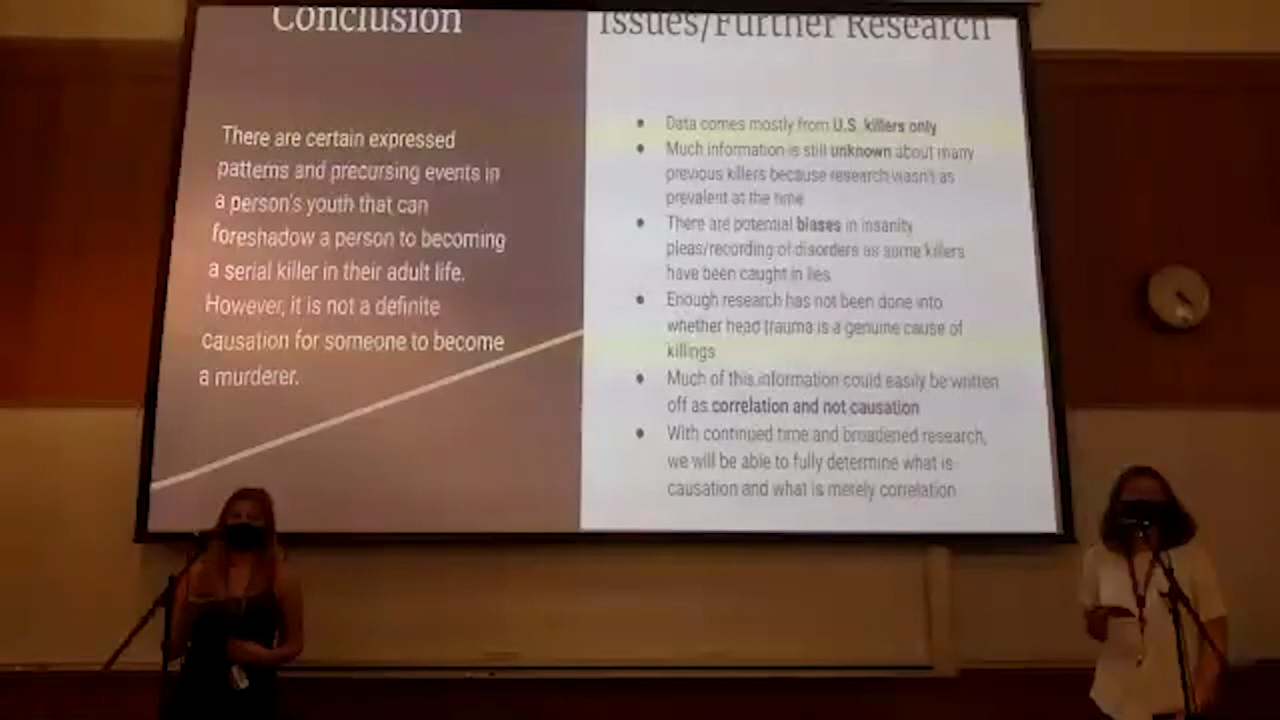 Conclusion
There are certain expressed
patterns and precursing events in
a person's youth that can
foreshadow a person to becoming
a serial killer in their adult life.
However, it is not a definite
causation for someone to become
a murderer.
Issues/Further Research
• Data comes mostly from U.S. killers only
• Much information is still unknown about many
previous killers because research wasn't as
prevalent at the time
• There are potential biases in insanity
pleas/recording of disorders as some killers
have been caught in lies
• Enough research has not been done into
whether head trauma is a genuine cause of
killings
• Much of this information could easily be written
off as correlation and not causation
• With continued time and broadened research,
we will be able to fully determine what is
causation and what is merely correlation